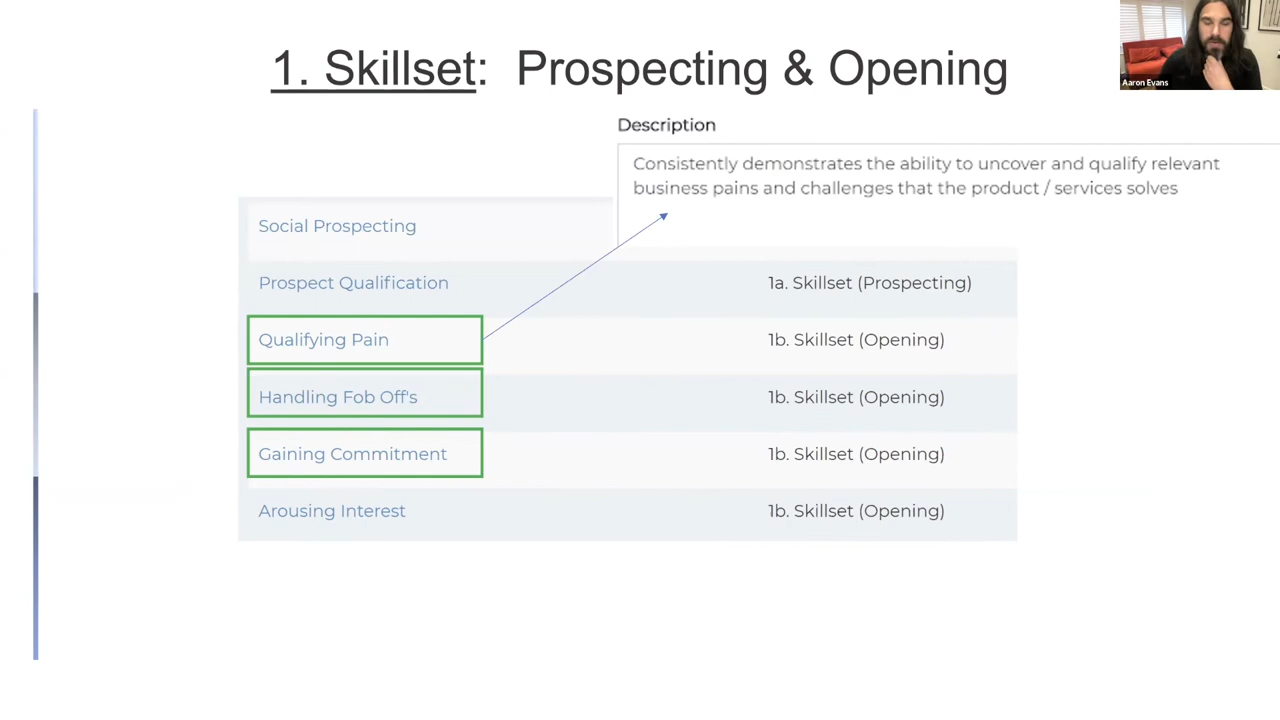 1. Skillset: Prospecting & Opening
Aaron Evans
Description
Consistently demonstrates the ability to uncover and qualify relevant
business pains and challenges that the product / services solves
Social Prospecting
Prospect Qualification 1a. Skillset (Prospecting)
Qualifying Pain 1b. Skillset (Opening)
Handling Fob Off's 1b. Skillset (Opening)
Gaining Commitment 1b. Skillset (Opening)
Arousing Interest 1b. Skillset (Opening)